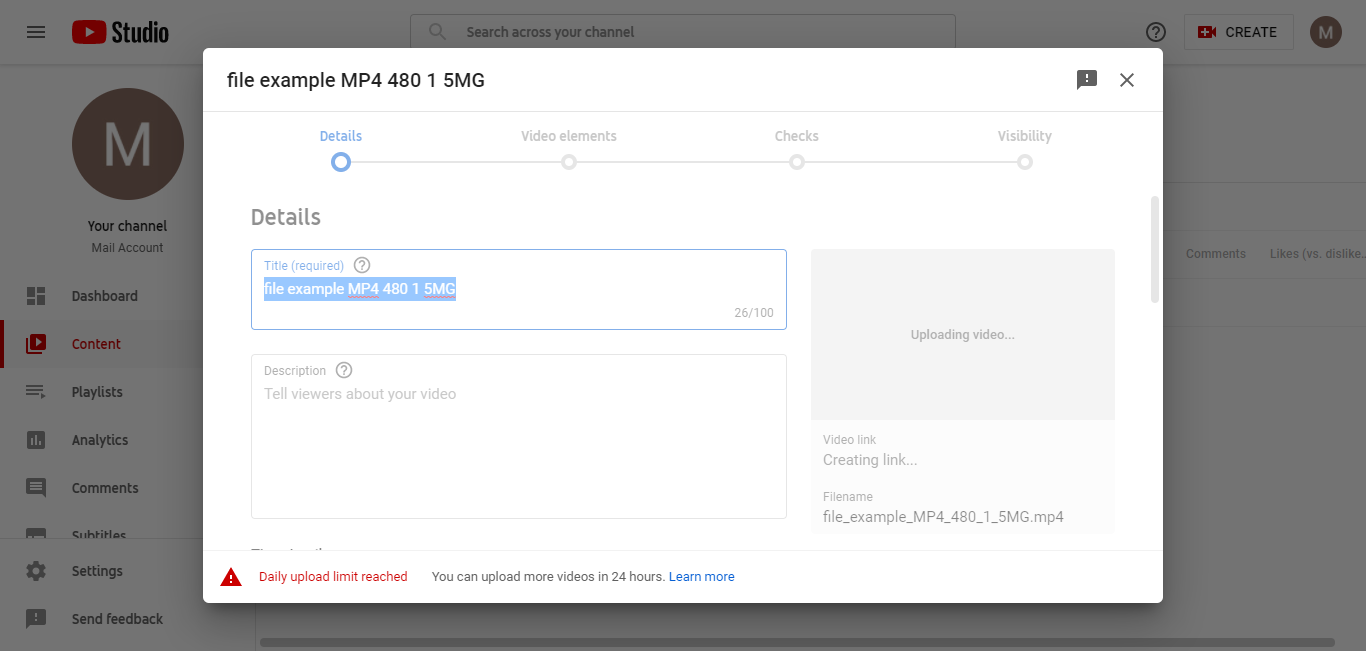 Studio
Search across your channel
CREATE
M
file example MP4 480 1 5MG
M
Your channel
Mail Account
Dashboard
Content
Playlists
Analytics
Comments
Subtitles
Settings
Send feedback
Details
Video elements
Checks
Visibility
Details
Title (required)
file example MP4 480 1 5MG
26/100
Description
Tell viewers about your video
Uploading video...
Video link
Creating link...
Filename
file_example_MP4_480_1_5MG.mp4
Comments
Likes (vs. dislike...
Daily upload limit reached
You can upload more videos in 24 hours. Learn more